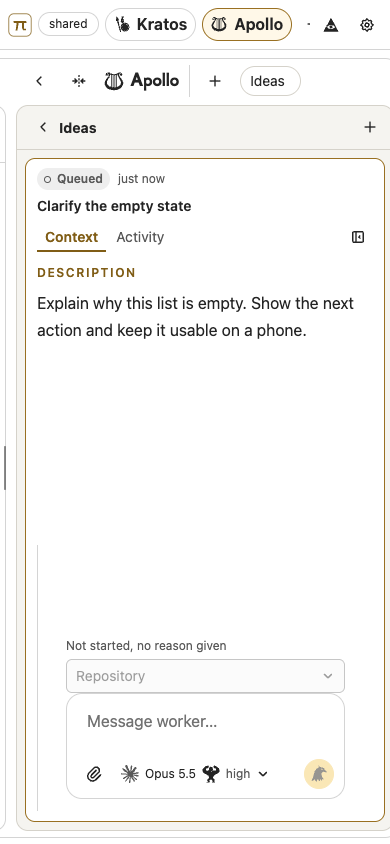 π shared Kratos Apollo
Apollo Ideas
Ideas
Queued just now
Clarify the empty state
Context Activity
DESCRIPTION
Explain why this list is empty. Show the next
action and keep it usable on a phone.
Not started, no reason given
Repository
Message worker...
Opus 5.5 high